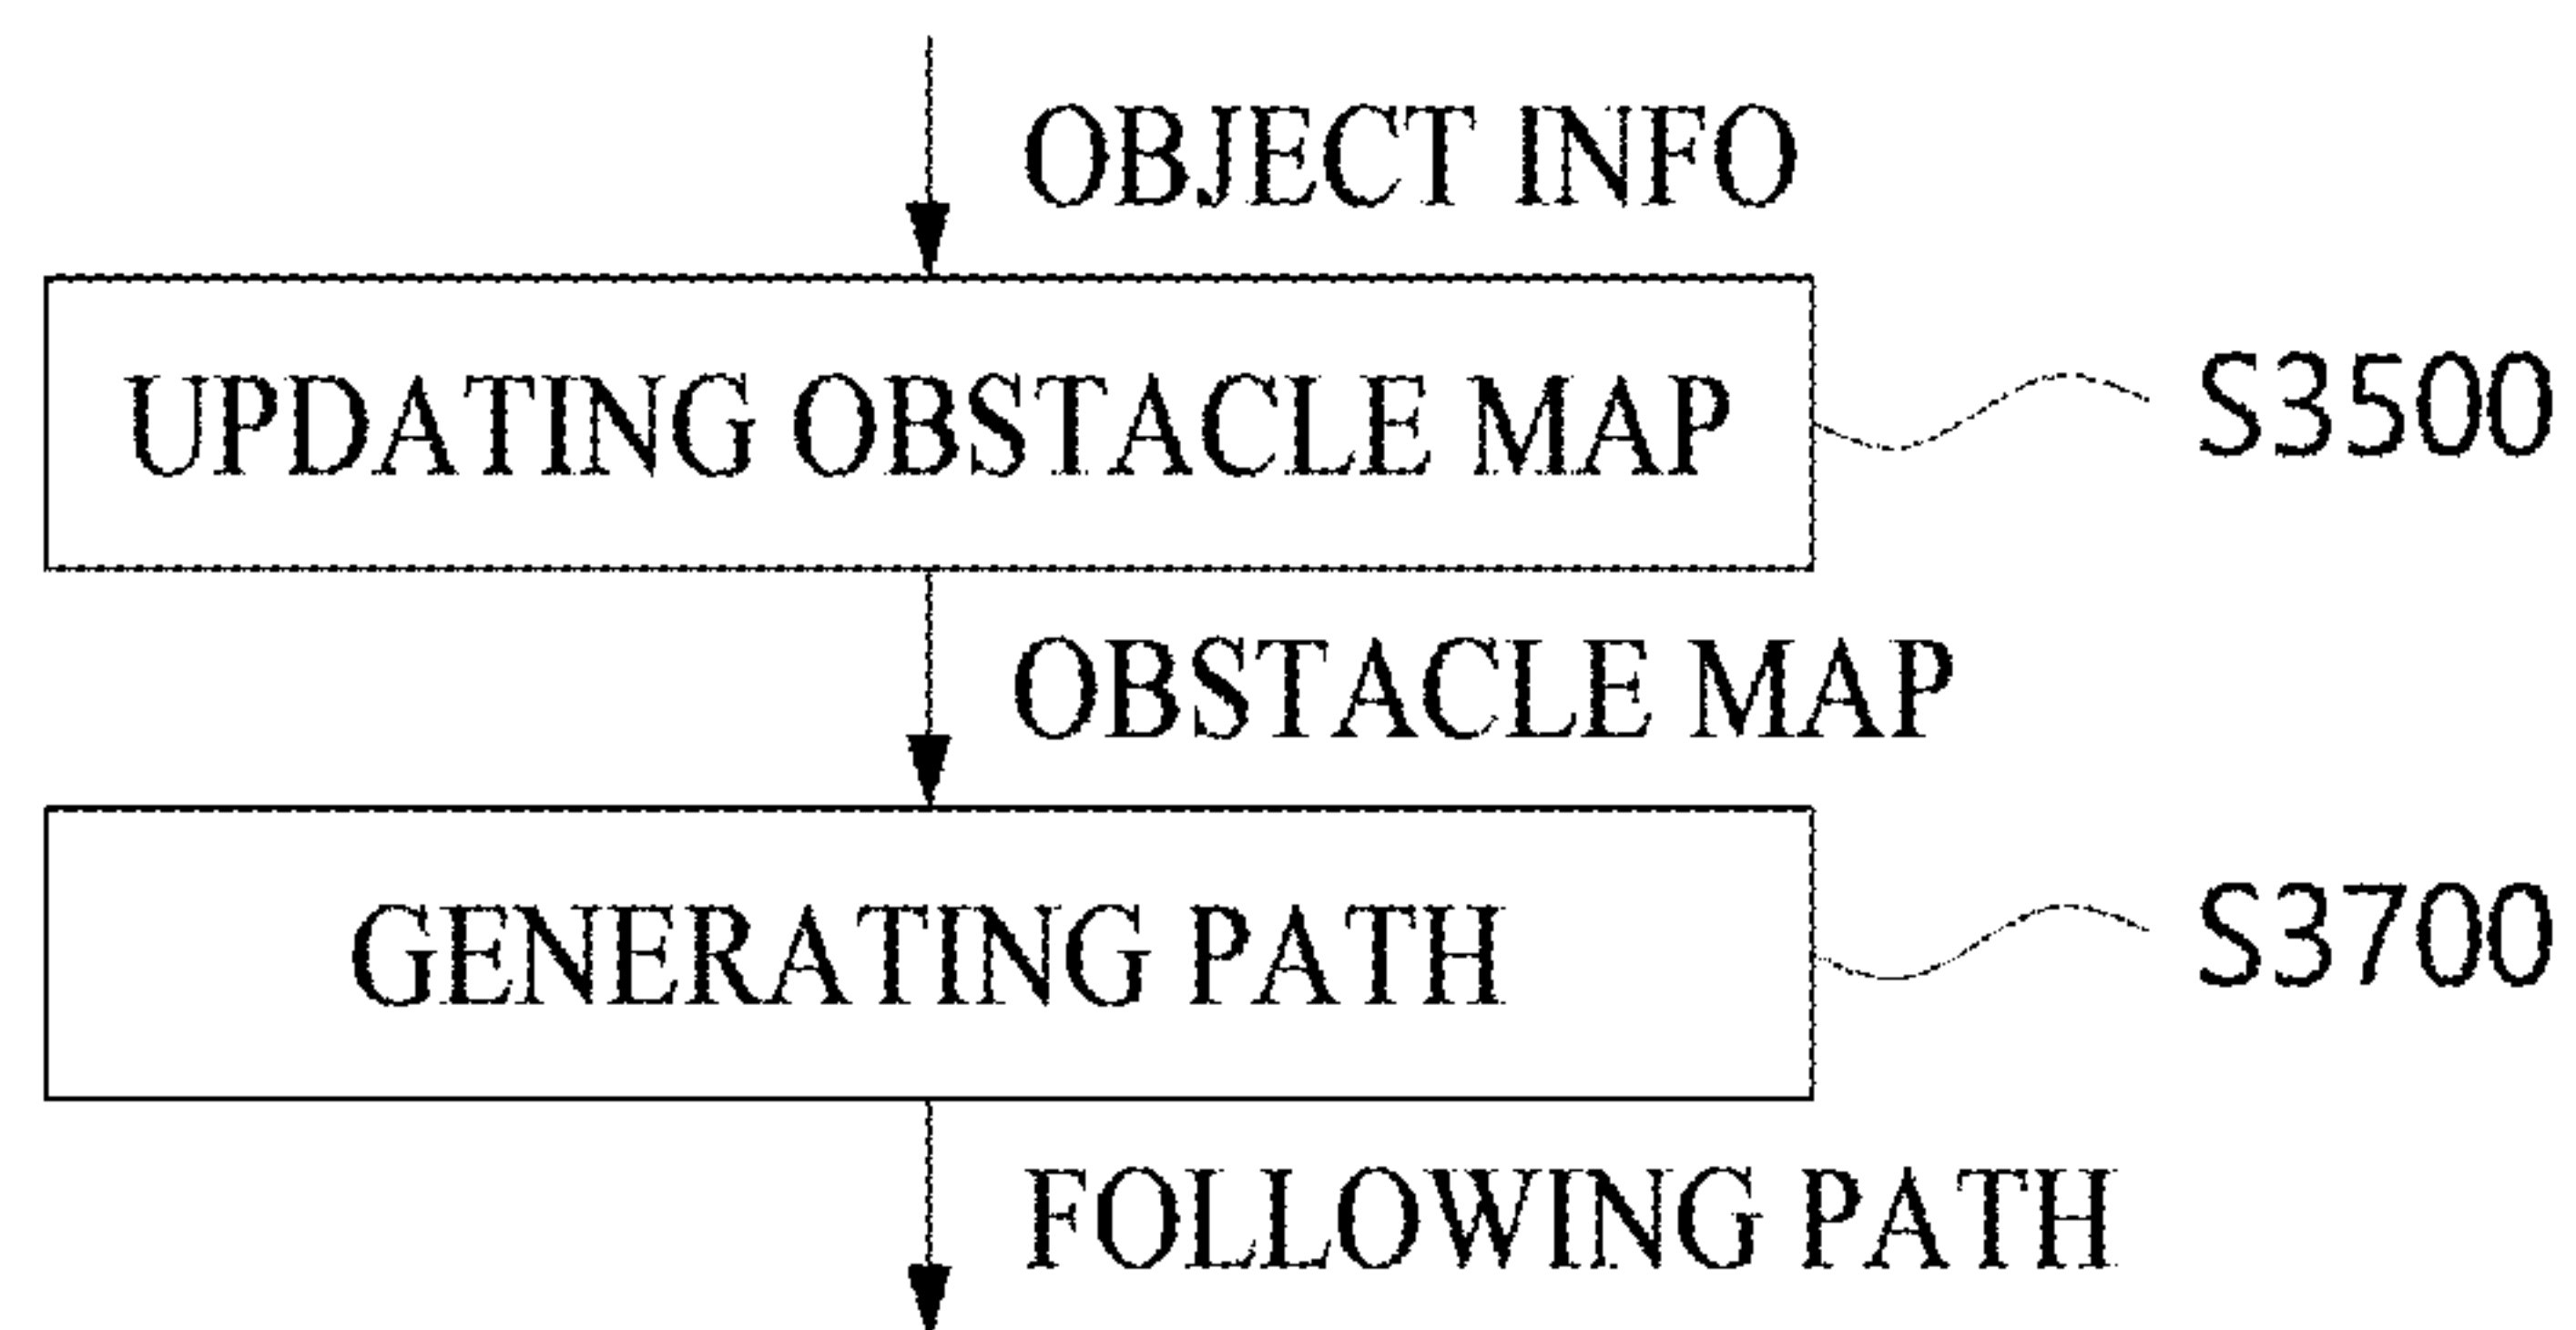 OBJECT INFO
UPDATING OBSTACLE MAP
S3500
OBSTACLE MAP
GENERATING PATH
S3700
FOLLOWING PATH